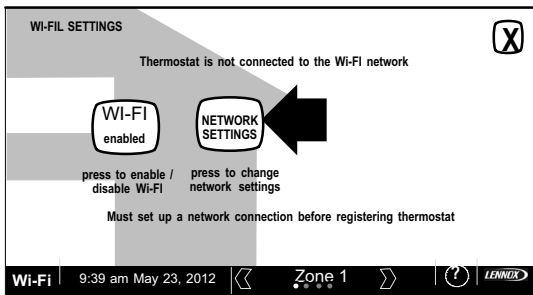 WI-FIL SETTINGS
X
Thermostat is not connected to the Wi-FI network
WI-FI
enabled
NETWORK
SETTINGS
press to enable /
disable Wi-FI
press to change
network settings
Must set up a network connection before registering thermostat
Wi-Fi
9:39 am May 23, 2012
Zone 1
?
LENNOX